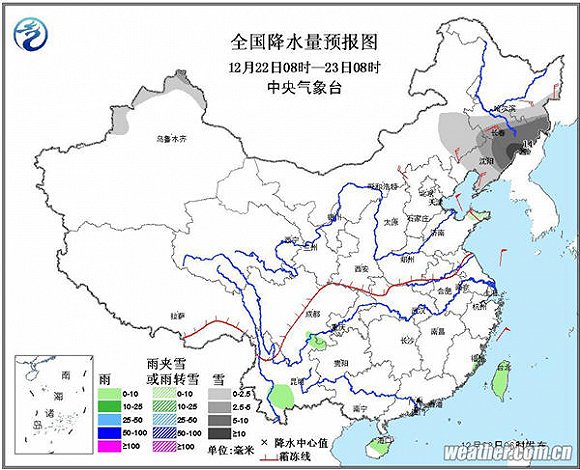 全国降水量预报图
12月22日08时—23日08时
中央气象台
哈尔滨
长春
14
沈阳
乌鲁木齐
呼和浩特
北京
天津
银川
太原
石家庄
济南
西宁
兰州
郑州
西安
合肥
南京
上海
拉萨
成都
武汉
杭州
重庆
南昌
长沙
贵阳
福州
昆明
台北
南宁
香港
澳门
海口
南海诸岛
雨
雨夹雪
或雨转雪
雪
0-10
10-25
25-50
50-100
≥100
0-10
10-25
25-50
50-100
≥100
0-2.5
2.5-5
5-10
≥10
单位:毫米
× 降水中心值
霜冻线
weather.com.cn